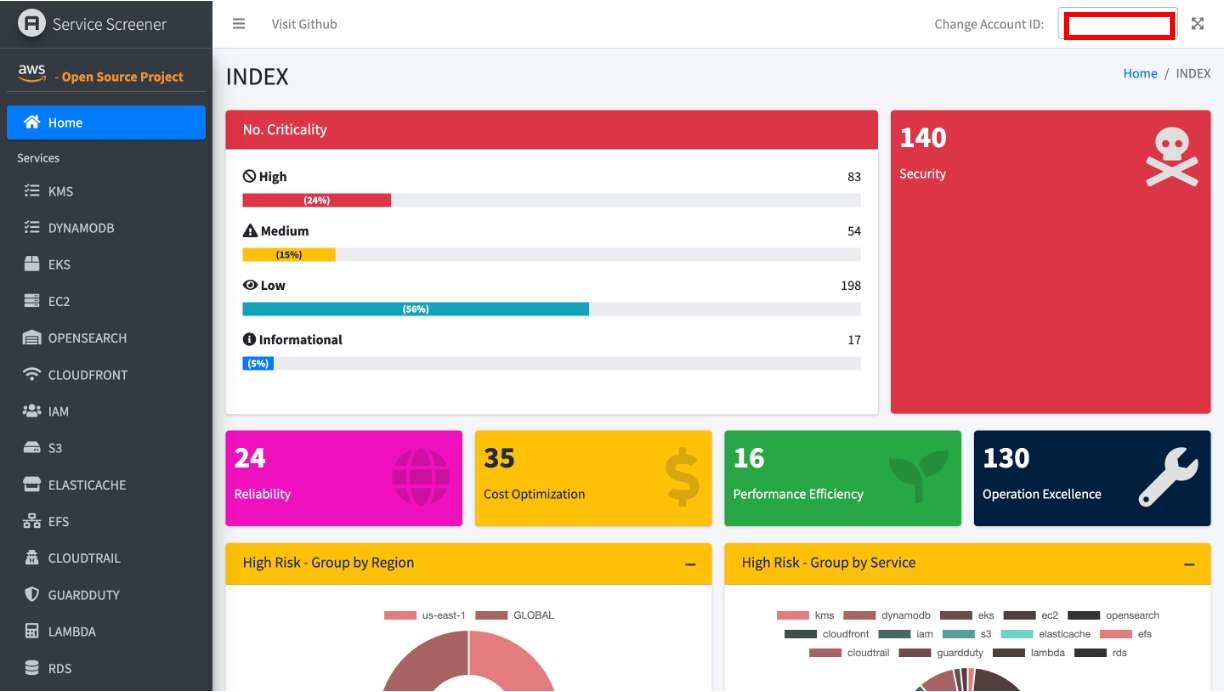 Service Screener
aws - Open Source Project
Home
Services
KMS
DYNAMODB
EKS
EC2
OPENSEARCH
CLOUDFRONT
IAM
S3
ELASTICACHE
EFS
CLOUDTRAIL
GUARDDUTY
LAMBDA
RDS
Visit Github
Change Account ID:
INDEX
Home / INDEX
No. Criticality
High 83
(24%)
Medium 54
(15%)
Low 198
(56%)
Informational 17
(5%)
140
Security
24
Reliability
35
Cost Optimization
16
Performance Efficiency
130
Operation Excellence
High Risk - Group by Region
us-east-1 GLOBAL
High Risk - Group by Service
kms dynamodb eks ec2 opensearch
cloudfront iam s3 elasticache efs
cloudtrail guardduty lambda rds